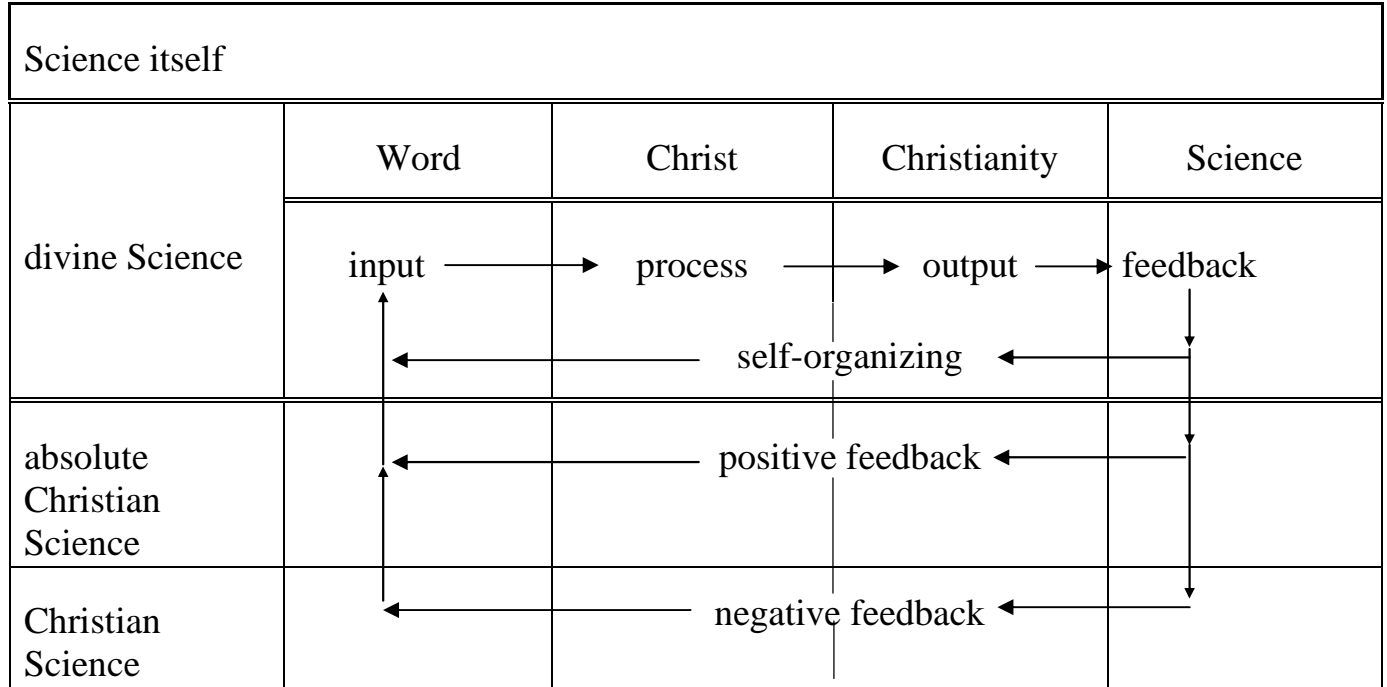 Science itself
Word Christ Christianity Science
divine Science input process output feedback
self-organizing
absolute
Christian
Science
positive feedback
Christian
Science
negative feedback